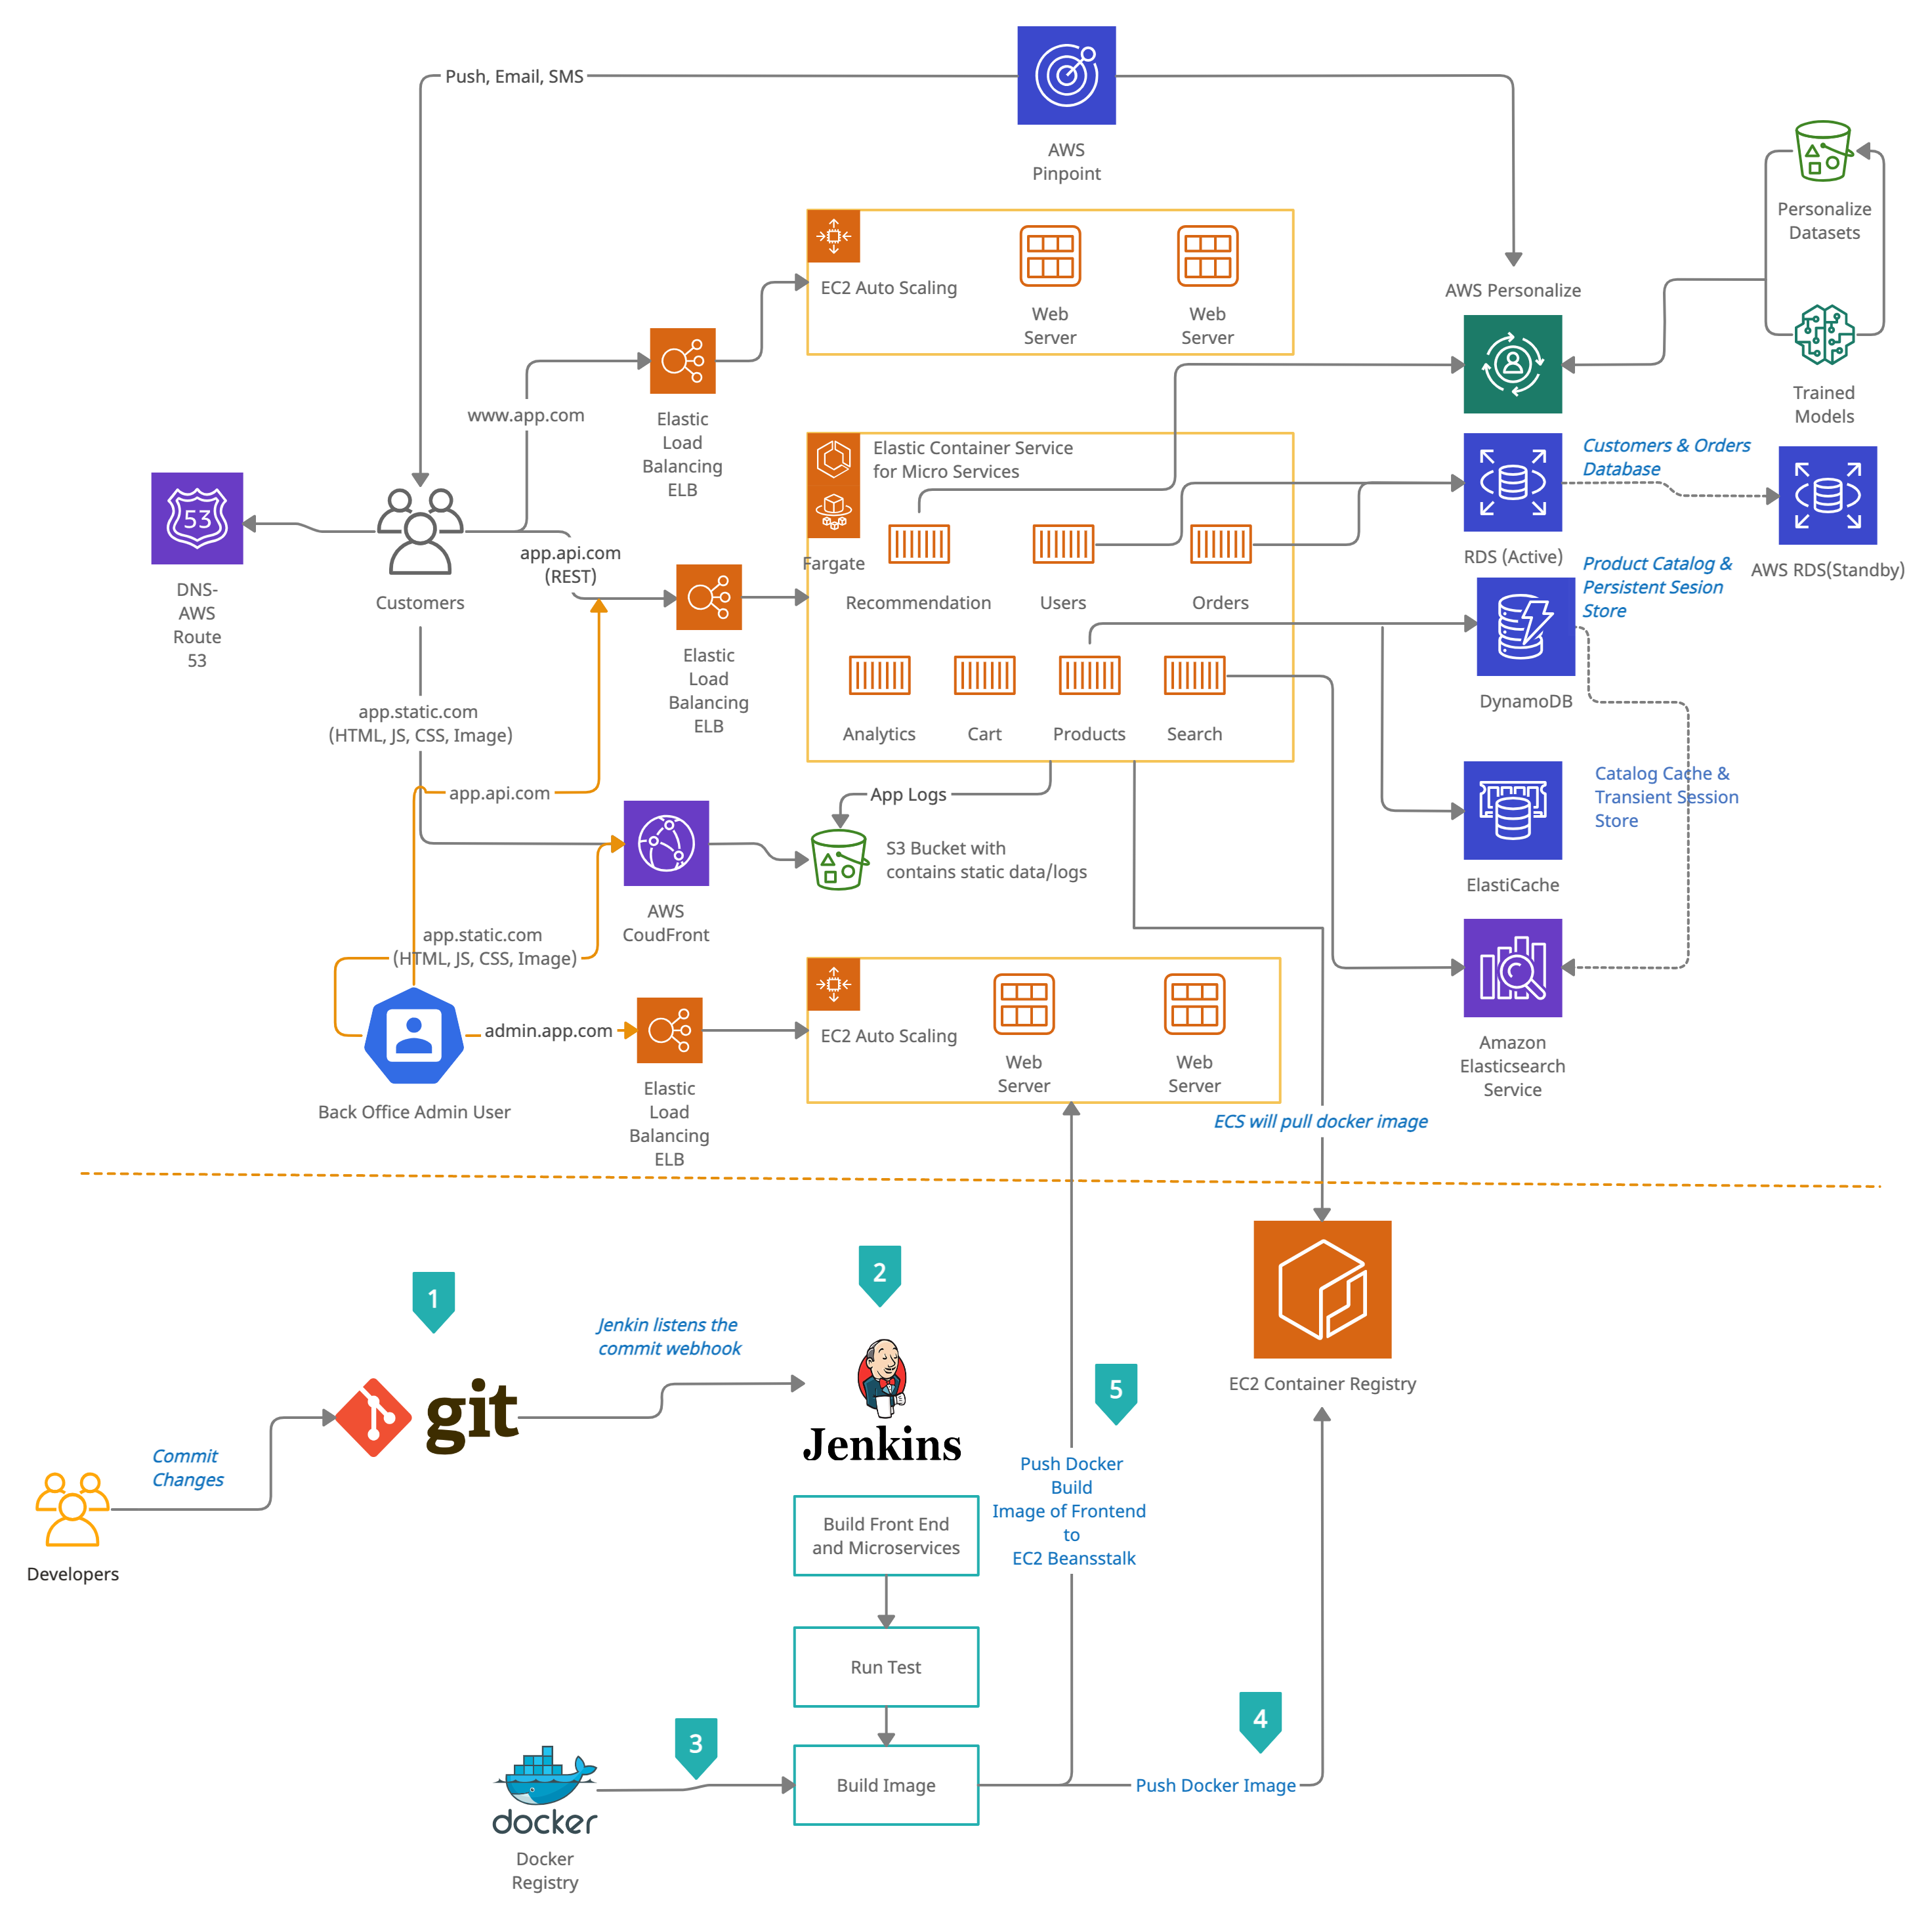 Push, Email, SMS
AWS
Pinpoint
Personalize
Datasets
EC2 Auto Scaling
Web
Server
Web
Server
AWS Personalize
Trained
Models
www.app.com
Elastic
Load
Balancing
ELB
Elastic Container Service
for Micro Services
Customers & Orders
Database
53
DNS-
AWS
Route
53
Customers
app.api.com
(REST)
Fargate
Recommendation
Users
Orders
RDS (Active)
AWS RDS(Standby)
Product Catalog &
Persistent Sesion
Store
Elastic
Load
Balancing
ELB
Analytics
Cart
Products
Search
DynamoDB
app.static.com
(HTML, JS, CSS, Image)
app.api.com
App Logs
Catalog Cache &
Transient Session
Store
S3 Bucket with
contains static data/logs
ElastiCache
AWS
CoudFront
app.static.com
(HTML, JS, CSS, Image)
admin.app.com
Back Office Admin User
Elastic
Load
Balancing
ELB
EC2 Auto Scaling
Web
Server
Web
Server
Amazon
Elasticsearch
Service
ECS will pull docker image
1
2
Jenkin listens the
commit webhook
git
Jenkins
5
EC2 Container Registry
Commit
Changes
Developers
Push Docker
Build
Image of Frontend
to
EC2 Beansstalk
Build Front End
and Microservices
Run Test
3
4
Build Image
Push Docker Image
docker
Docker
Registry